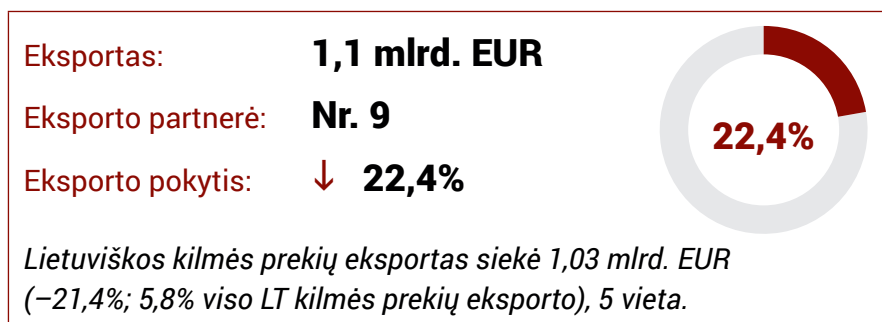 Eksportas: 1,1 mlrd. EUR
Eksporto partnerė: Nr. 9
Eksporto pokytis: ↓ 22,4%
22,4%
Lietuviškos kilmės prekių eksportas siekė 1,03 mlrd. EUR
(–21,4%; 5,8% viso LT kilmės prekių eksporto), 5 vieta.